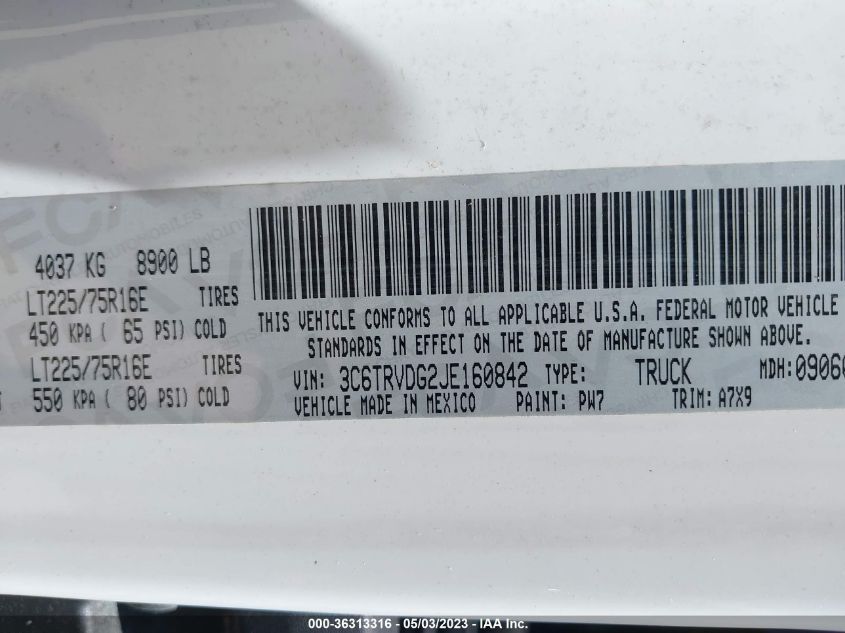 4037 KG 8900 LB
LT225/75R16E TIRES
450 KPA ( 65 PSI) COLD
LT225/75R16E TIRES
550 KPA ( 80 PSI) COLD
THIS VEHICLE CONFORMS TO ALL APPLICABLE U.S.A. FEDERAL MOTOR VEHICLE
STANDARDS IN EFFECT ON THE DATE OF MANUFACTURE SHOWN ABOVE.
VIN: 3C6TRVDG2JE160842 TYPE: TRUCK MDH: 0906
VEHICLE MADE IN MEXICO PAINT: PW7 TRIM: A7X9
000-36313316 - 05/03/2023 - IAA Inc.